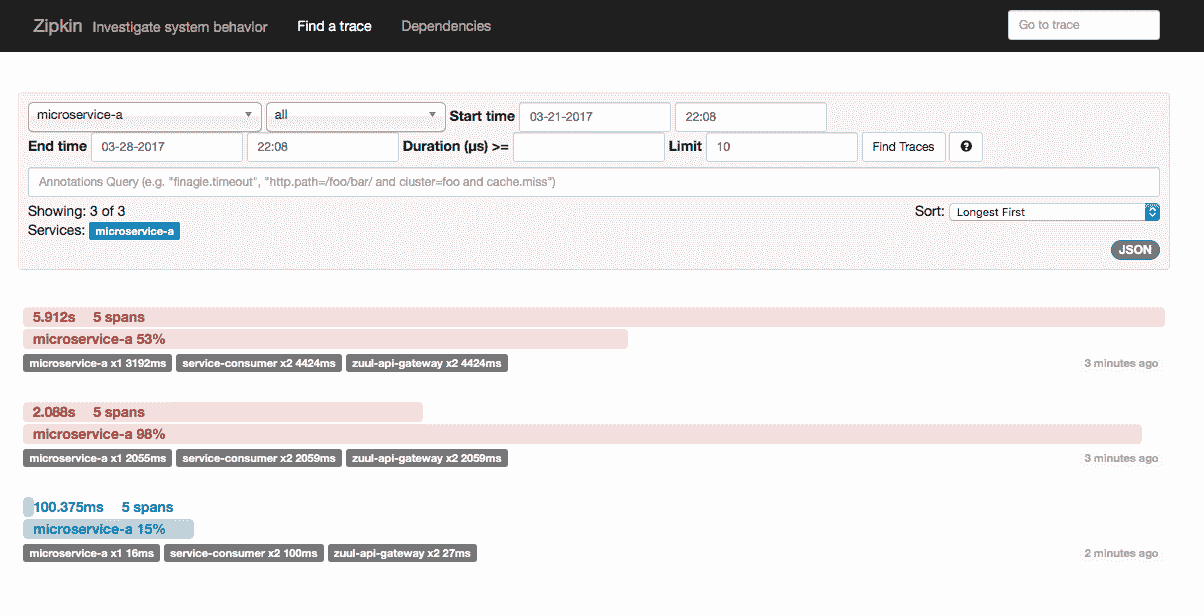 Zipkin Investigate system behavior Find a trace Dependencies Go to trace
microservice-a all Start time 03-21-2017 22:08
End time 03-28-2017 22:08 Duration (μs) >= Limit 10 Find Traces ?
Annotations Query (e.g. "finagle.timeout", "http.path=/foo/bar/ and cluster=foo and cache.miss")
Showing: 3 of 3 Sort: Longest First
Services: microservice-a
JSON
5.912s 5 spans
microservice-a 53%
microservice-a x1 3192ms service-consumer x2 4424ms zuul-api-gateway x2 4424ms 3 minutes ago
2.088s 5 spans
microservice-a 98%
microservice-a x1 2055ms service-consumer x2 2059ms zuul-api-gateway x2 2059ms 3 minutes ago
100.375ms 5 spans
microservice-a 15%
microservice-a x1 16ms service-consumer x2 100ms zuul-api-gateway x2 27ms 2 minutes ago